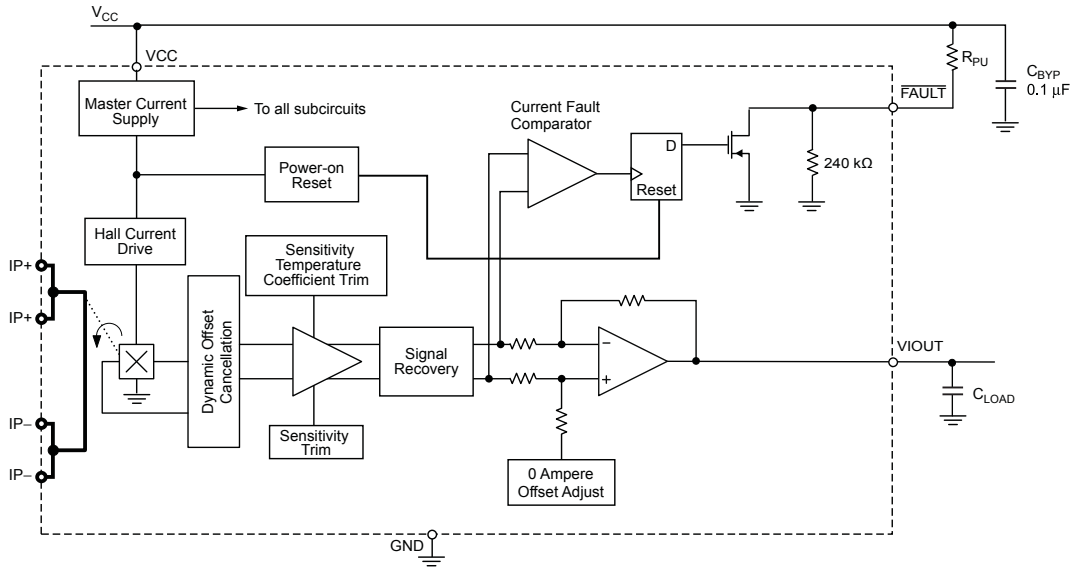 VCC
VCC
Master Current
Supply
To all subcircuits
RPU
CBYP
0.1 µF
FAULT
Current Fault
Comparator
D
Reset
240 kΩ
Power-on
Reset
Hall Current
Drive
Sensitivity
Temperature
Coefficient Trim
IP+
IP+
IP–
IP–
Dynamic Offset
Cancellation
Signal
Recovery
Sensitivity
Trim
–
+
0 Ampere
Offset Adjust
VIOUT
CLOAD
GND